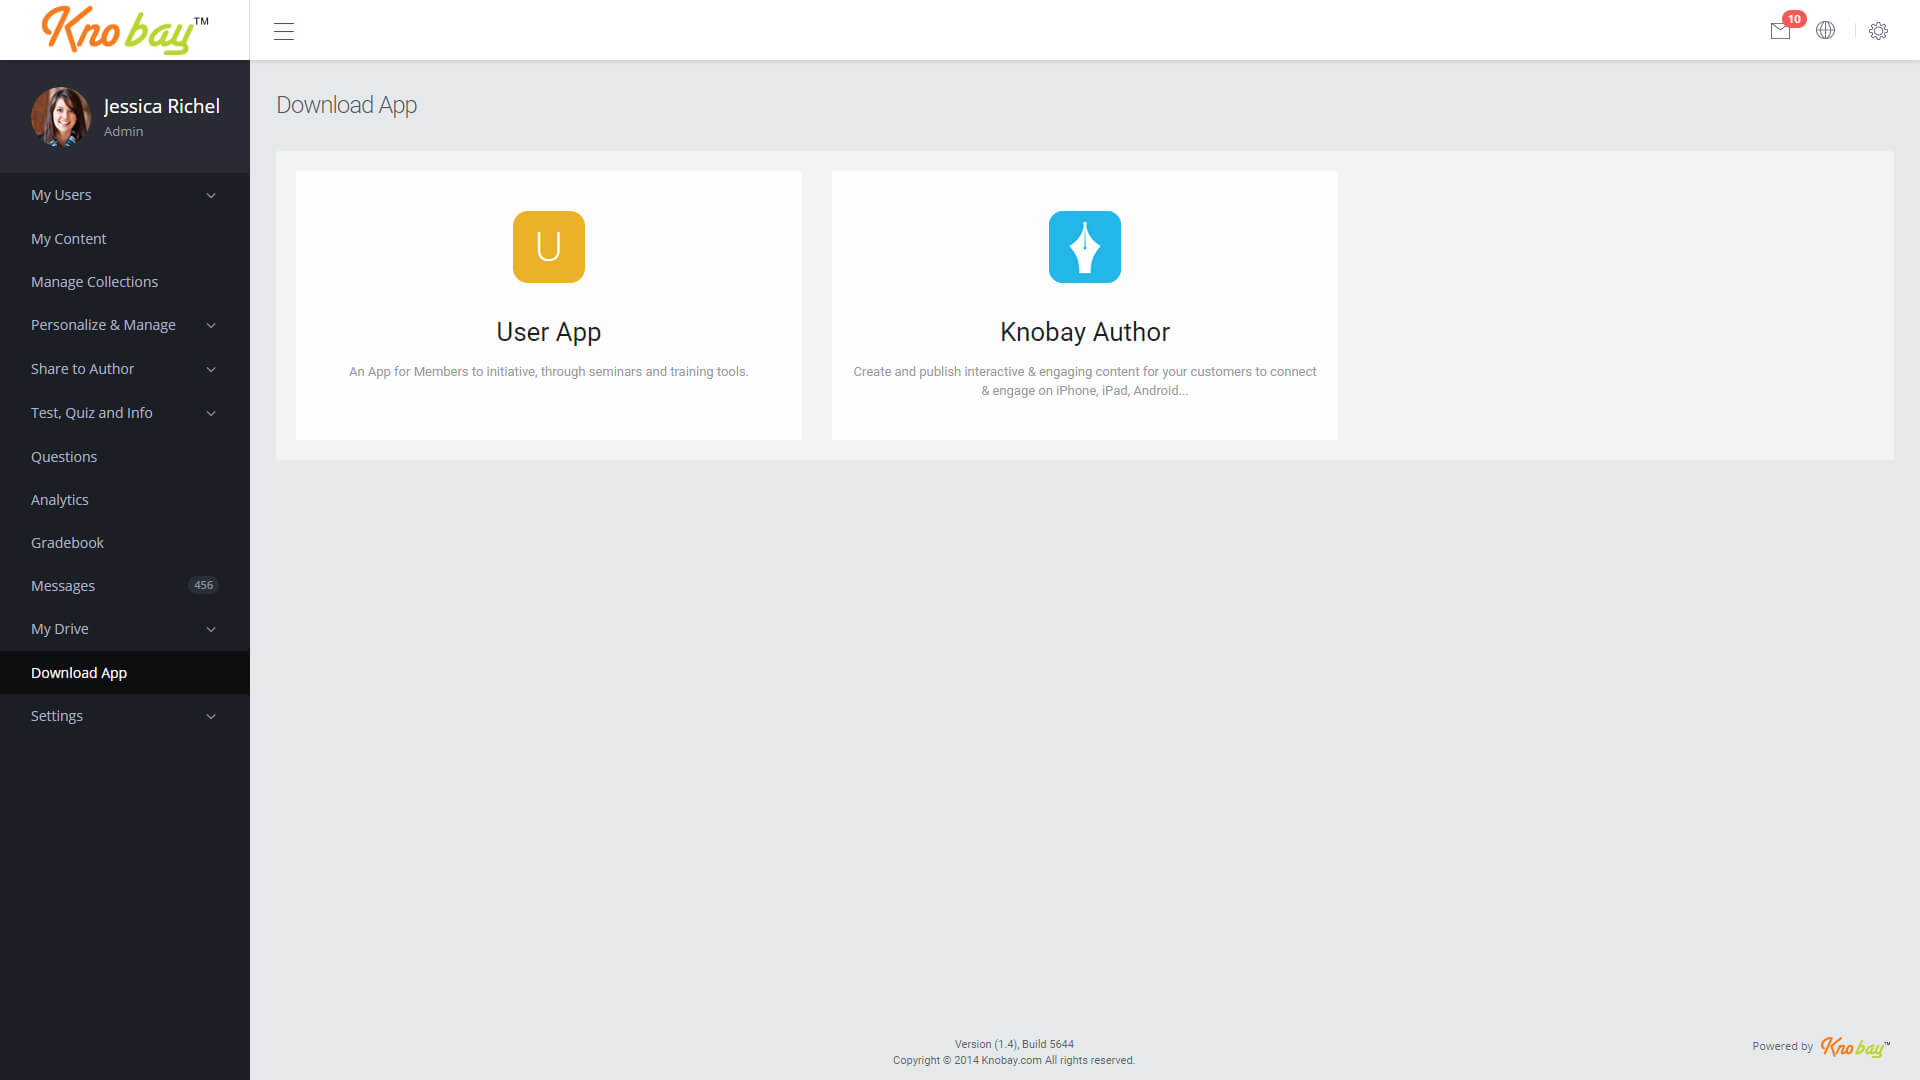 Knobay™
10
Jessica Richel
Admin
My Users
My Content
Manage Collections
Personalize & Manage
Share to Author
Test, Quiz and Info
Questions
Analytics
Gradebook
Messages 456
My Drive
Download App
Settings
Download App
U
User App
An App for Members to initiative, through seminars and training tools.
Knobay Author
Create and publish interactive & engaging content for your customers to connect
& engage on iPhone, iPad, Android...
Version (1.4), Build 5644
Copyright © 2014 Knobay.com All rights reserved.
Powered by Knobay™